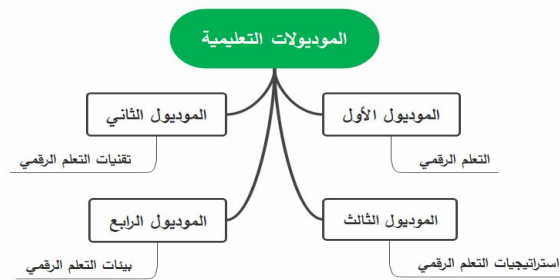 الموديولات التعليمية
الموديول الأول
التعلم الرقمي
الموديول الثاني
تقنيات التعلم الرقمي
الموديول الثالث
استراتيجيات التعلم الرقمي
الموديول الرابع
بيئات التعلم الرقمي